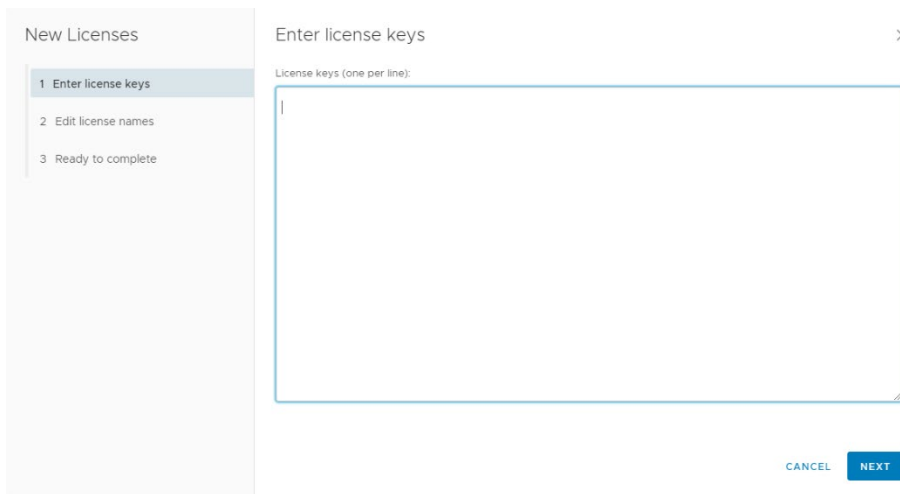 New Licenses
1 Enter license keys
2 Edit license names
3 Ready to complete
Enter license keys
License keys (one per line):
CANCEL NEXT